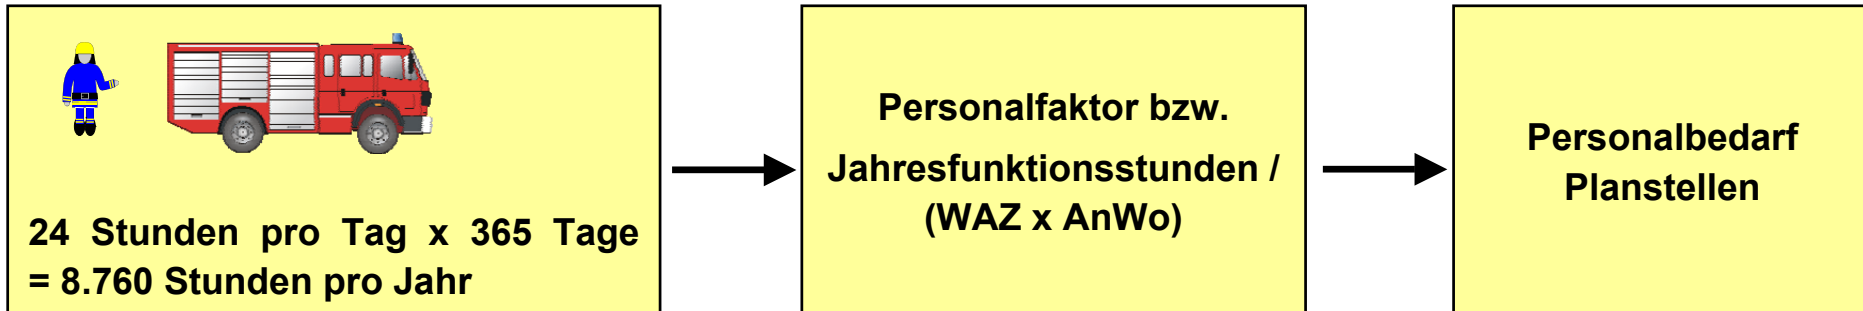 24 Stunden pro Tag x 365 Tage
= 8.760 Stunden pro Jahr
Personalfaktor bzw.
Jahresfunktionsstunden /
(WAZ x AnWo)
Personalbedarf
Planstellen